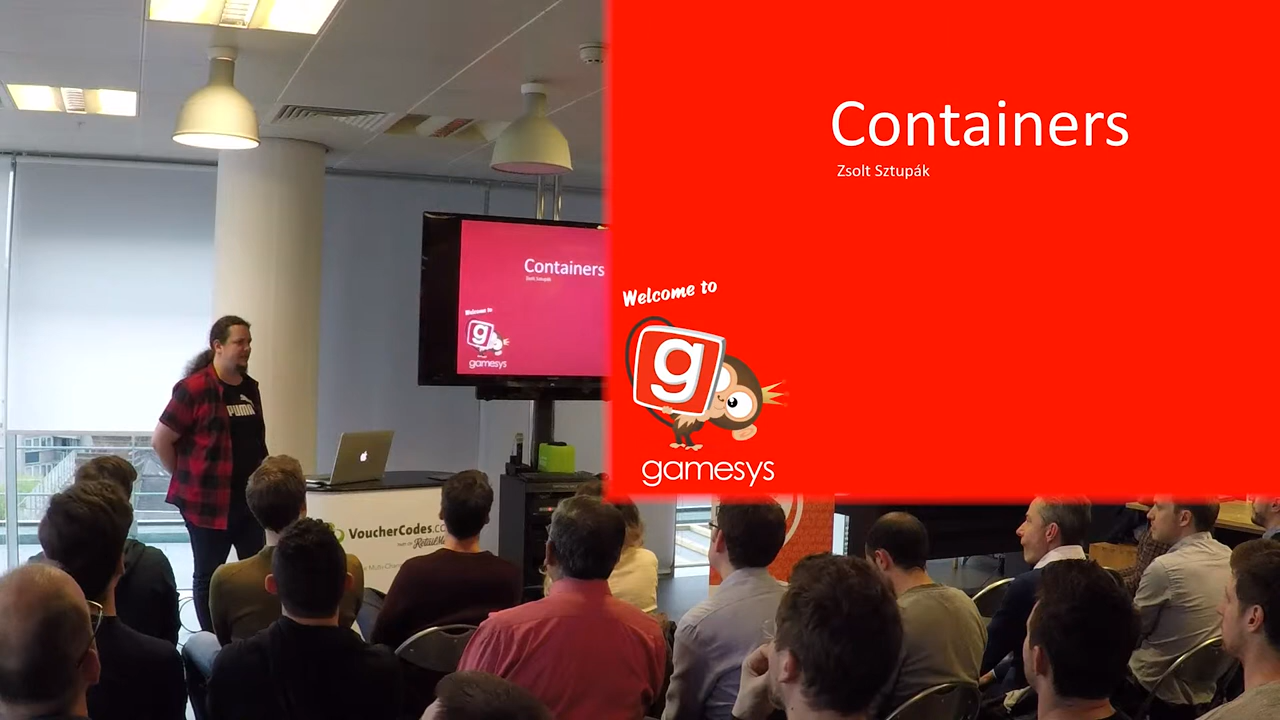 Containers
Zsolt Sztupák
Welcome to
g
gamesys
Containers
Zsolt Sztupák
Welcome to
g
gamesys
PUMA
VoucherCodes.co